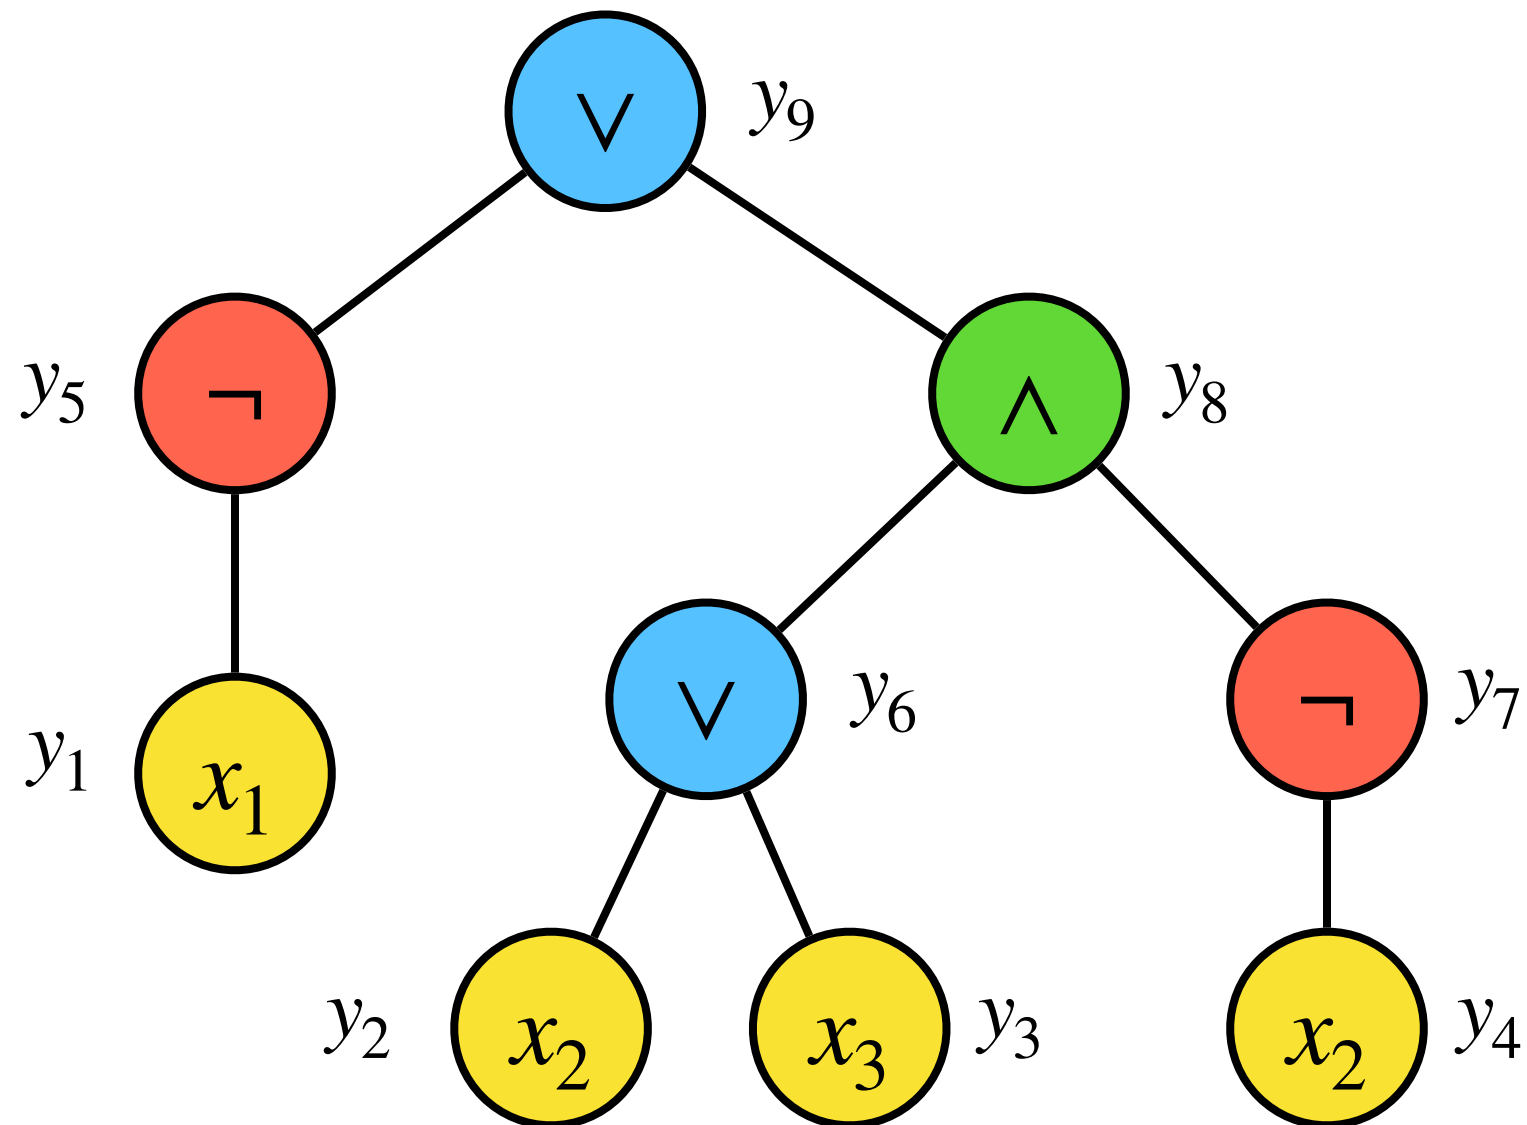 ∨ y₉
y₅ ¬ ∧ y₈
∨ y₆ ¬ y₇
y₁ x₁
y₂ x₂ x₃ y₃ x₂ y₄